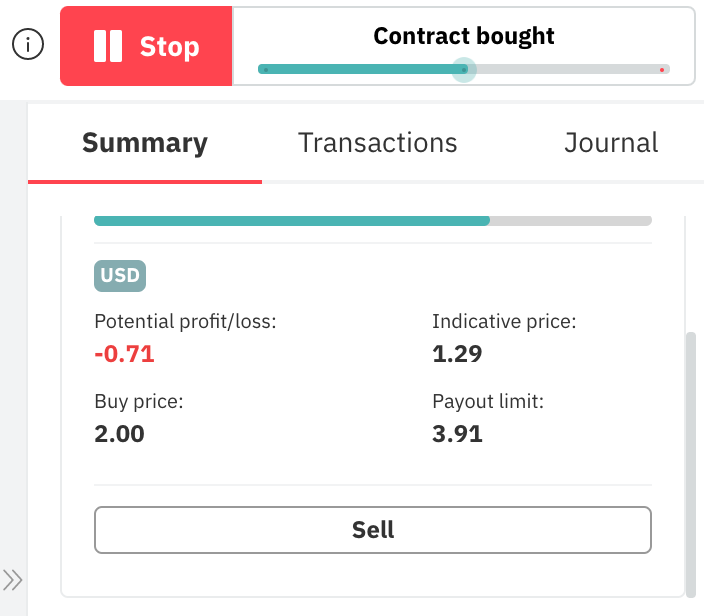 Stop
Contract bought
Summary
Transactions
Journal
USD
Potential profit/loss:
Indicative price:
-0.71
1.29
Buy price:
Payout limit:
2.00
3.91
Sell